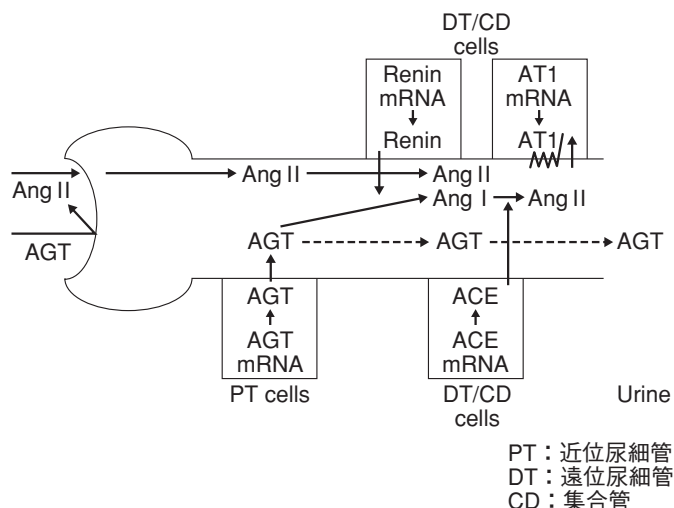 DT/CD
cells
Renin
mRNA
Renin
AT1
mRNA
AT1
Ang II
Ang II
Ang II
Ang I
Ang II
AGT
AGT
AGT
AGT
AGT
AGT
mRNA
PT cells
ACE
ACE
mRNA
DT/CD
cells
Urine
PT：近位尿細管
DT：遠位尿細管
CD：集合管